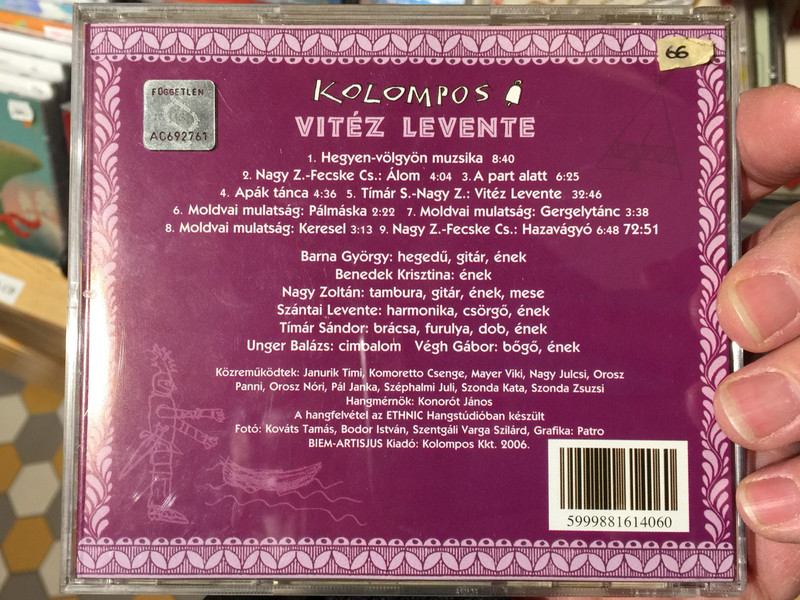 66
FÜGGETLEN
AC692761
KOLOMPOS
VITÉZ LEVENTE
1. Hegyen-völgyön muzsika 8:40
2. Nagy Z.-Fecske Cs.: Álom 4:04 3. A part alatt 6:25
4. Apák tánca 4:36 5. Tímár S.-Nagy Z.: Vitéz Levente 32:46
6. Moldvai mulatság: Pálmáska 2:22 7. Moldvai mulatság: Gergelytánc 3:38
8. Moldvai mulatság: Keresel 3:13 9. Nagy Z.-Fecske Cs.: Hazavágyó 6:48 72:51
Barna György: hegedű, gitár, ének
Benedek Krisztina: ének
Nagy Zoltán: tambura, gitár, ének, mese
Szántai Levente: harmonika, csörgő, ének
Tímár Sándor: brácsa, furulya, dob, ének
Unger Balázs: cimbalom Végh Gábor: bőgő, ének
Közreműködtek: Janurik Timi, Komoretto Csenge, Mayer Viki, Nagy Julcsi, Orosz
Panni, Orosz Nóri, Pál Janka, Széphalmi Juli, Szonda Kata, Szonda Zsuzsi
Hangmérnök: Konorót János
A hangfelvétel az ETHNIC Hangstúdióban készült
Fotó: Kováts Tamás, Bodor István, Szentgáli Varga Szilárd, Grafika: Patro
BIEM-ARTISJUS Kiadó: Kolompos Kkt. 2006.
5999881614060